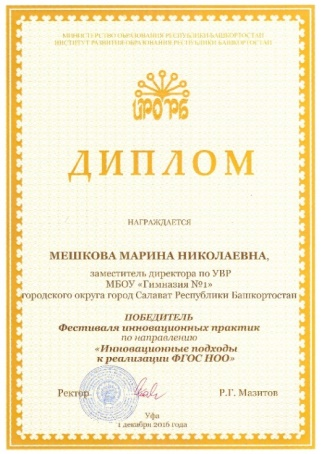 МИНИСТЕРСТВО ОБРАЗОВАНИЯ РЕСПУБЛИКИ БАШКОРТОСТАН
ИНСТИТУТ РАЗВИТИЯ ОБРАЗОВАНИЯ РЕСПУБЛИКИ БАШКОРТОСТАН
ИРО РБ
ДИПЛОМ
НАГРАЖДАЕТСЯ
МЕШКОВА МАРИНА НИКОЛАЕВНА,
заместитель директора по УВР
МБОУ «Гимназия №1»
городского округа город Салават Республики Башкортостан
ПОБЕДИТЕЛЬ
Фестиваля инновационных практик
по направлению
«Инновационные подходы
к реализации ФГОС НОО»
Ректор Р.Г. Мазитов
Уфа
1 декабря 2016 года